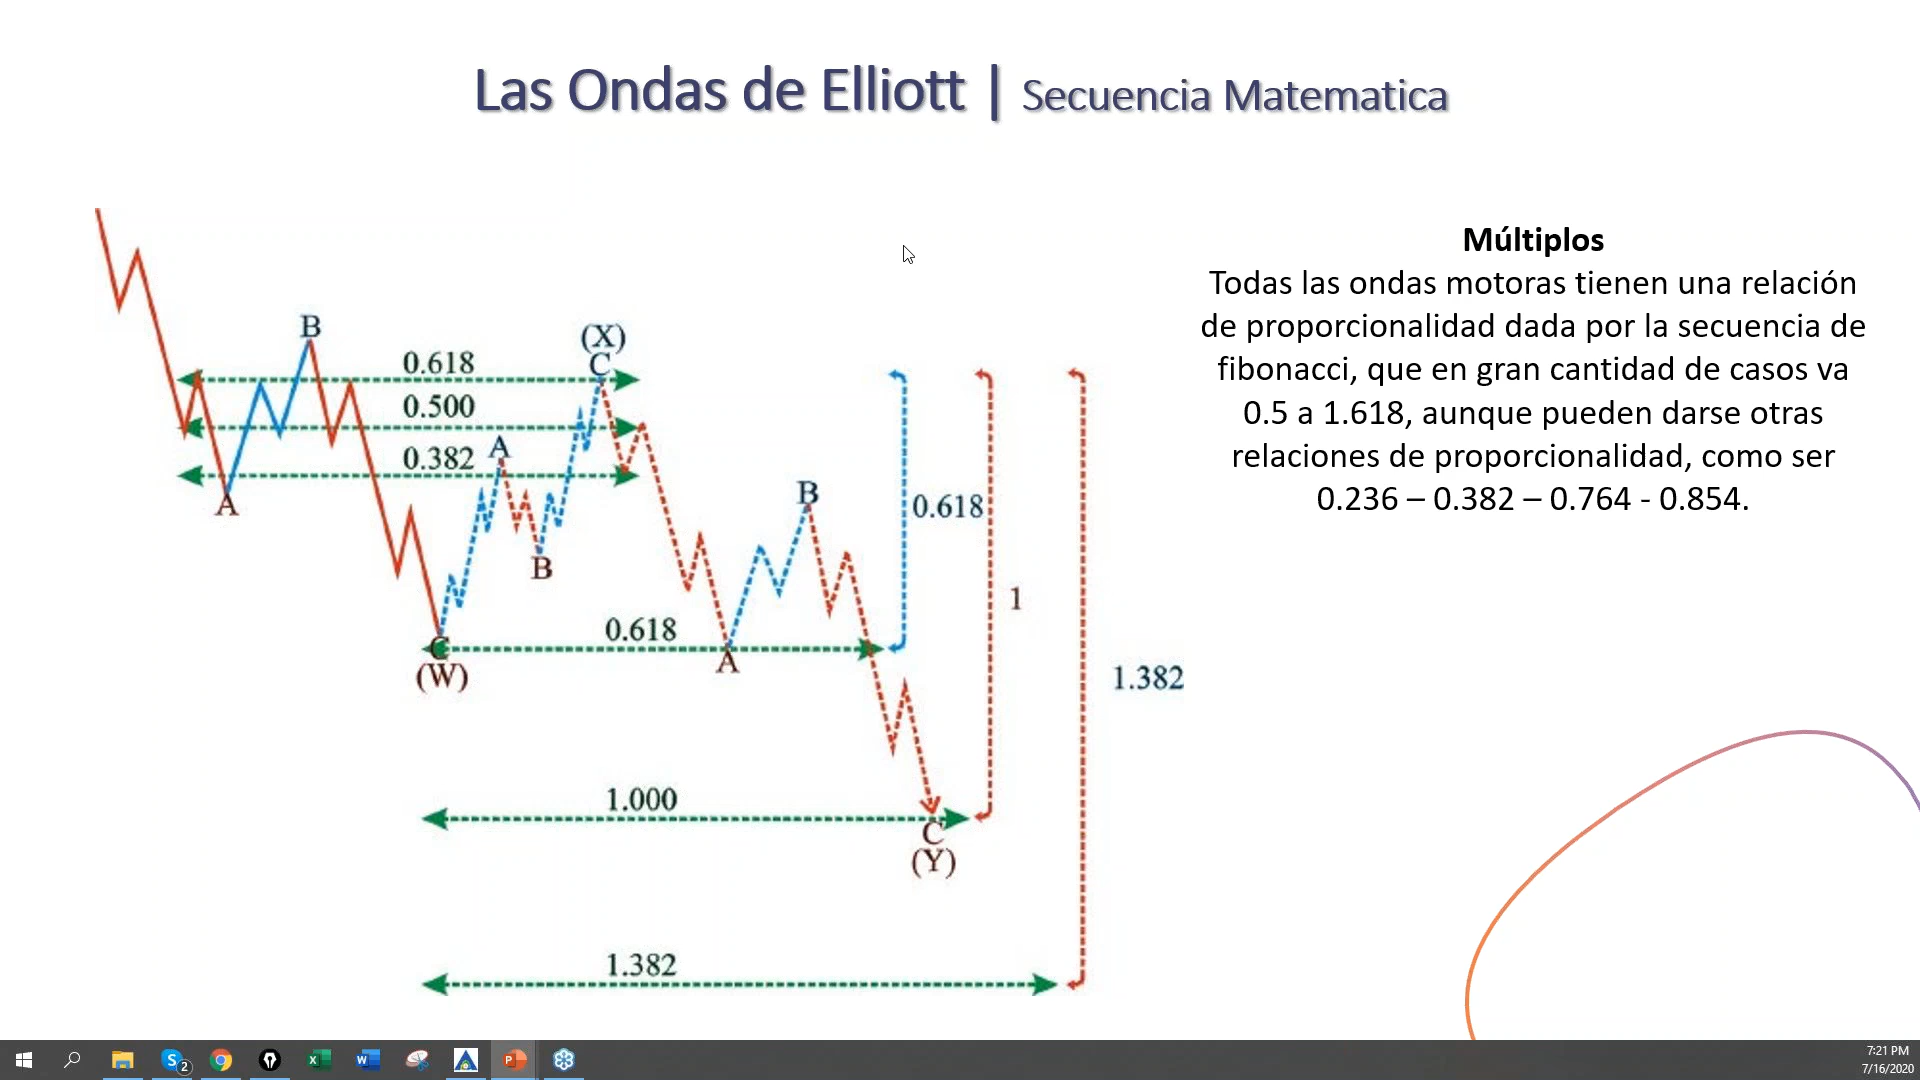 Las Ondas de Elliott | Secuencia Matematica
Múltiplos
Todas las ondas motoras tienen una relación
de proporcionalidad dada por la secuencia de
fibonacci, que en gran cantidad de casos va
0.5 a 1.618, aunque pueden darse otras
relaciones de proporcionalidad, como ser
0.236 – 0.382 – 0.764 - 0.854.
B
(X)
C
0.618
0.500
0.382
A
A
B
B
0.618
1
0.618
C
(W)
A
1.382
1.000
C
(Y)
1.382
7:21 PM
7/16/2020
S
2
X
W
P